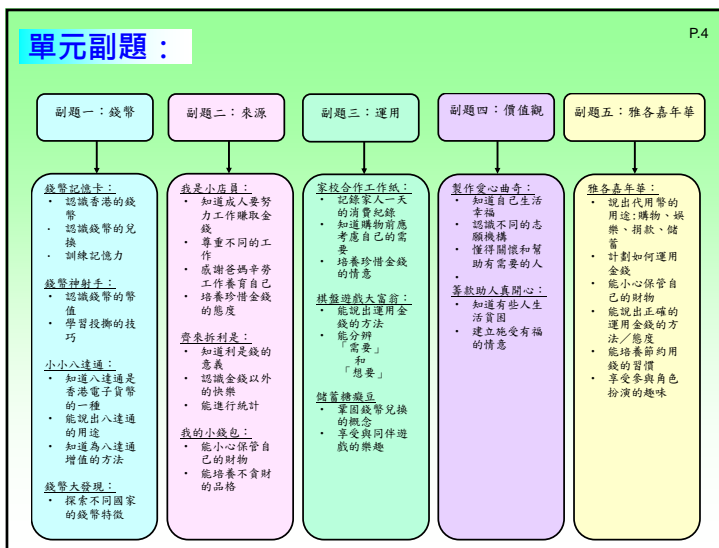 P.4
單元副題：
副題一：錢幣
錢幣記憶卡：
• 認識香港的錢
幣
• 認識錢幣的兌
換
• 訓練記憶力
錢幣神射手：
• 認識錢幣的幣
值
• 學習投擲的技
巧
小小八達通：
• 知道八達通是
香港電子貨幣
的一種
• 能說出八達通
的用途
• 知道為八達通
增值的方法
錢幣大發現：
• 探索不同國家
的錢幣特徵
副題二：來源
我是小店員：
• 知道成人要努
力工作賺取金
錢
• 尊重不同的工
作
• 感謝爸媽辛勞
工作養育自己
• 培養珍惜金錢
的態度
齊來拆利是：
• 知道利是錢的
意義
• 認識金錢以外
的快樂
• 能進行統計
我的小錢包：
• 能小心保管自
己的財物
• 能培養不貪財
的品格
副題三：運用
家校合作工作紙：
• 記錄家人一天
的消費紀錄
• 知道購物前應
考慮自己的需
要
• 培養珍惜金錢
的情意
棋盤遊戲大富翁：
• 能說出運用金
錢的方法
• 能分辨
「需要」
和
「想要」
儲蓄糖癡豆
• 鞏固錢幣兌換
的概念
• 享受與同伴遊
戲的樂趣
副題四：價值觀
製作愛心曲奇：
• 知道自己生活
幸福
• 認識不同的志
願機構
• 懂得關懷和幫
助有需要的人
•
籌款助人真開心：
• 知道有些人生
活貧困
• 建立施受有福
的情意
副題五：雅各嘉年華
雅各嘉年華：
• 說出代用幣的
用途:購物、娛
樂、捐款、儲
蓄
• 計劃如何運用
金錢
• 能小心保管自
己的財物
• 能說出正確的
運用金錢的方
法／態度
• 能培養節約用
錢的習慣
• 享受參與角色
扮演的趣味